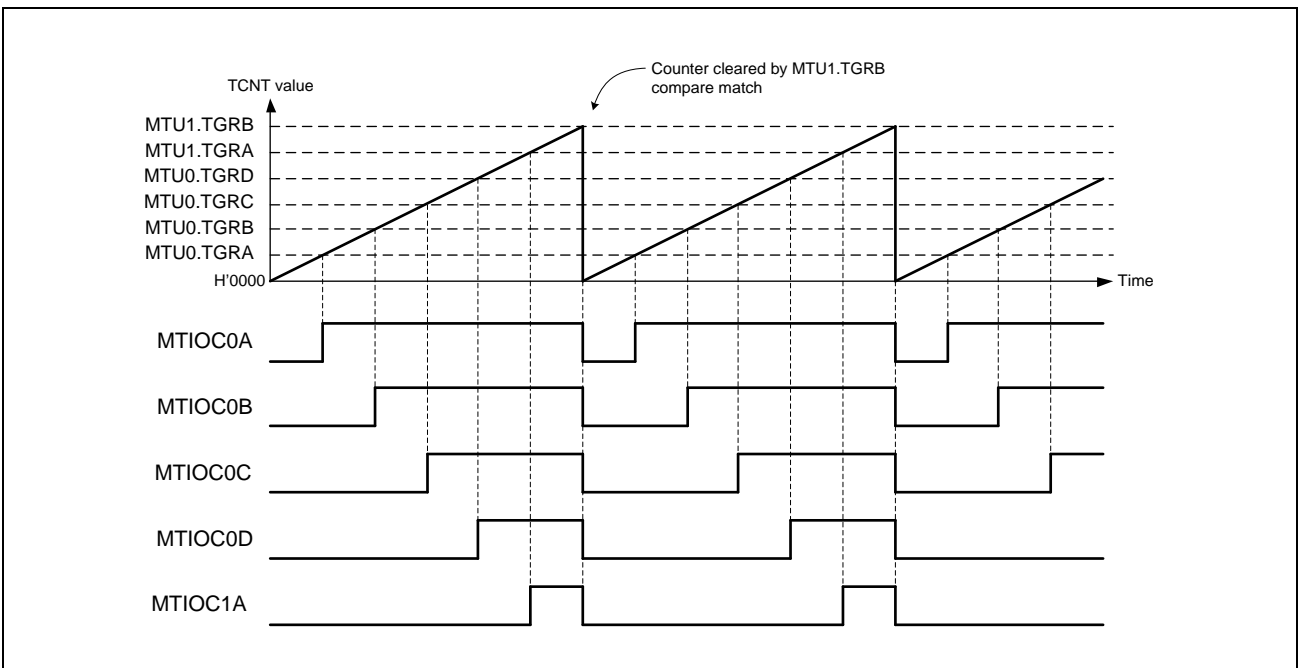 Counter cleared by MTU1.TGRB
compare match
TCNT value
MTU1.TGRB
MTU1.TGRA
MTU0.TGRD
MTU0.TGRC
MTU0.TGRB
MTU0.TGRA
H'0000
Time
MTIOC0A
MTIOC0B
MTIOC0C
MTIOC0D
MTIOC1A